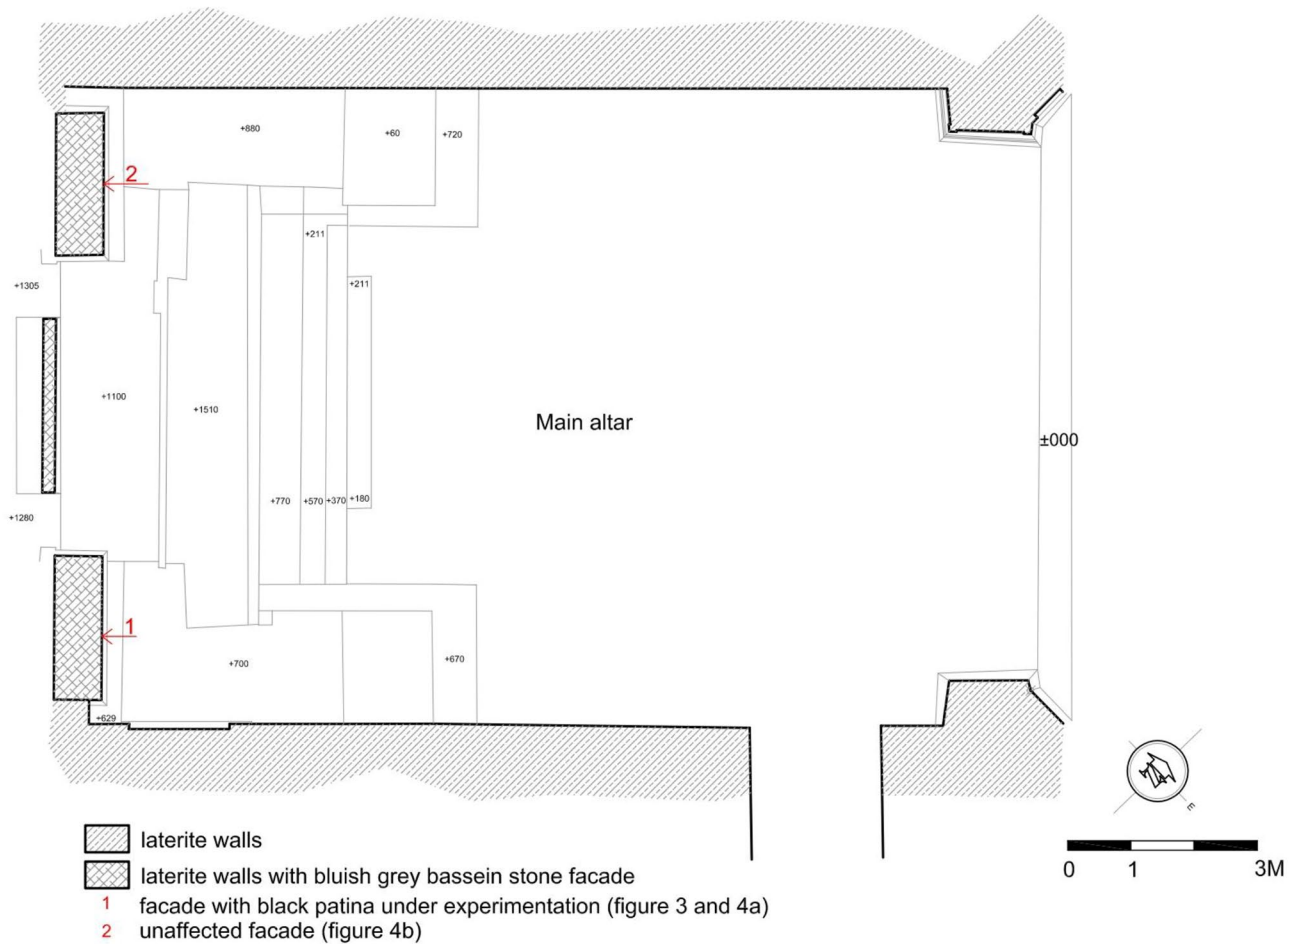 +880
+60
+720
2
+211
+1305
+211
+1100
+1510
Main altar
±000
+770
+570
+370
+180
+1280
1
+700
+670
+629
E
laterite walls
laterite walls with bluish grey bassein stone facade
1 facade with black patina under experimentation (figure 3 and 4a)
2 unaffected facade (figure 4b)
0 1 3M